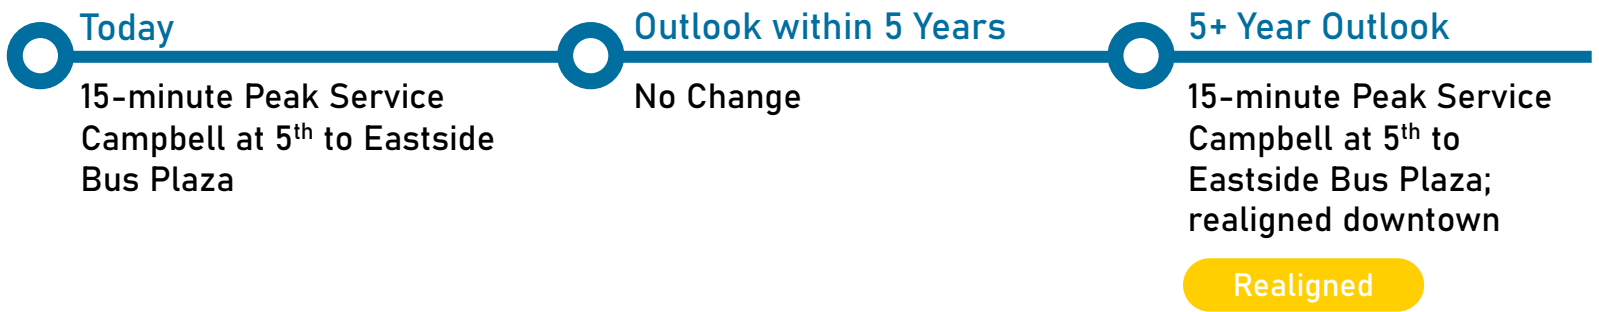 Today
15-minute Peak Service
Campbell at 5th to Eastside
Bus Plaza
Outlook within 5 Years
No Change
5+ Year Outlook
15-minute Peak Service
Campbell at 5th to
Eastside Bus Plaza;
realigned downtown
Realigned